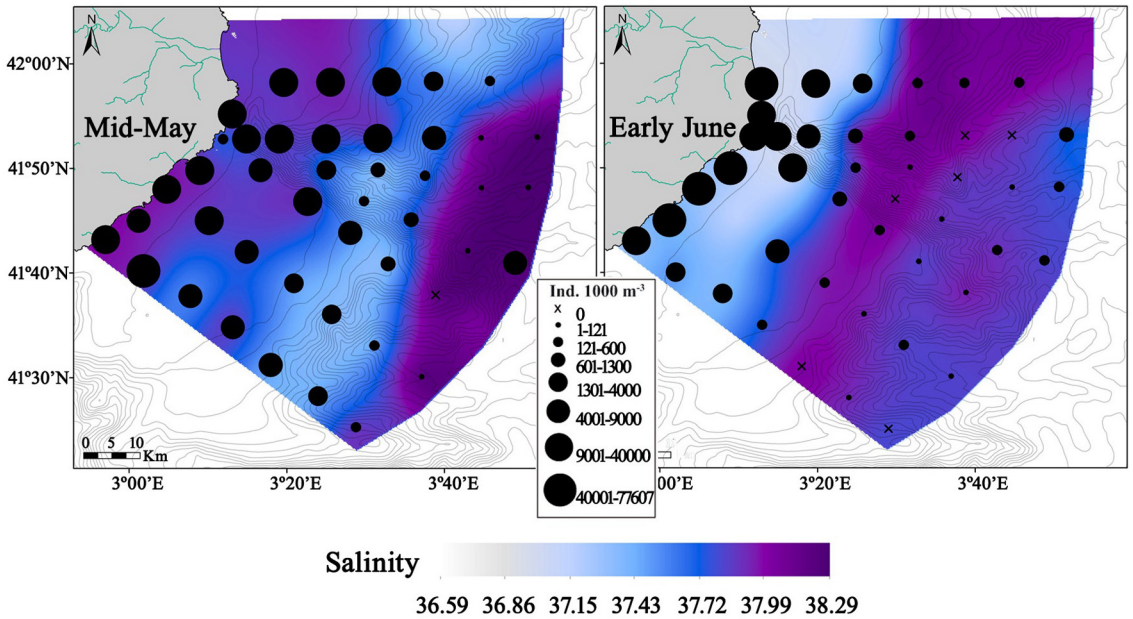 N
N
42°00'N
Mid-May
Early June
41°50'N
41°40'N
41°30'N
Ind. 1000 m⁻³
0
1-121
121-600
601-1300
1301-4000
4001-9000
9001-40000
40001-77607
0 5 10
Km
3°00'E 3°20'E 3°40'E
00'E 3°20'E 3°40'E
Salinity
36.59 36.86 37.15 37.43 37.72 37.99 38.29